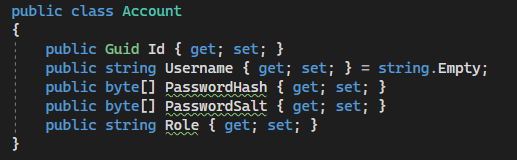 public class Account
{
    public Guid Id { get; set; }
    public string Username { get; set; } = string.Empty;
    public byte[] PasswordHash { get; set; }
    public byte[] PasswordSalt { get; set; }
    public string Role { get; set; }
}